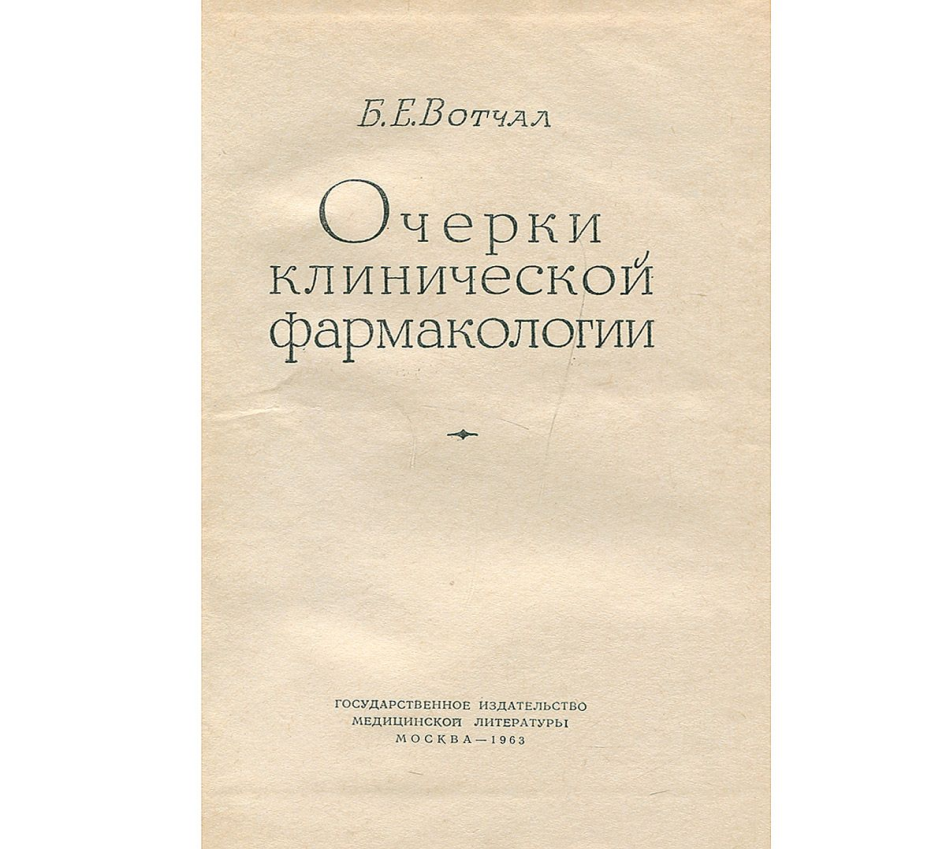 Б. Е. Вотчал
Очерки
клинической
фармакологии
ГОСУДАРСТВЕННОЕ ИЗДАТЕЛЬСТВО
МЕДИЦИНСКОЙ ЛИТЕРАТУРЫ
МОСКВА—1963